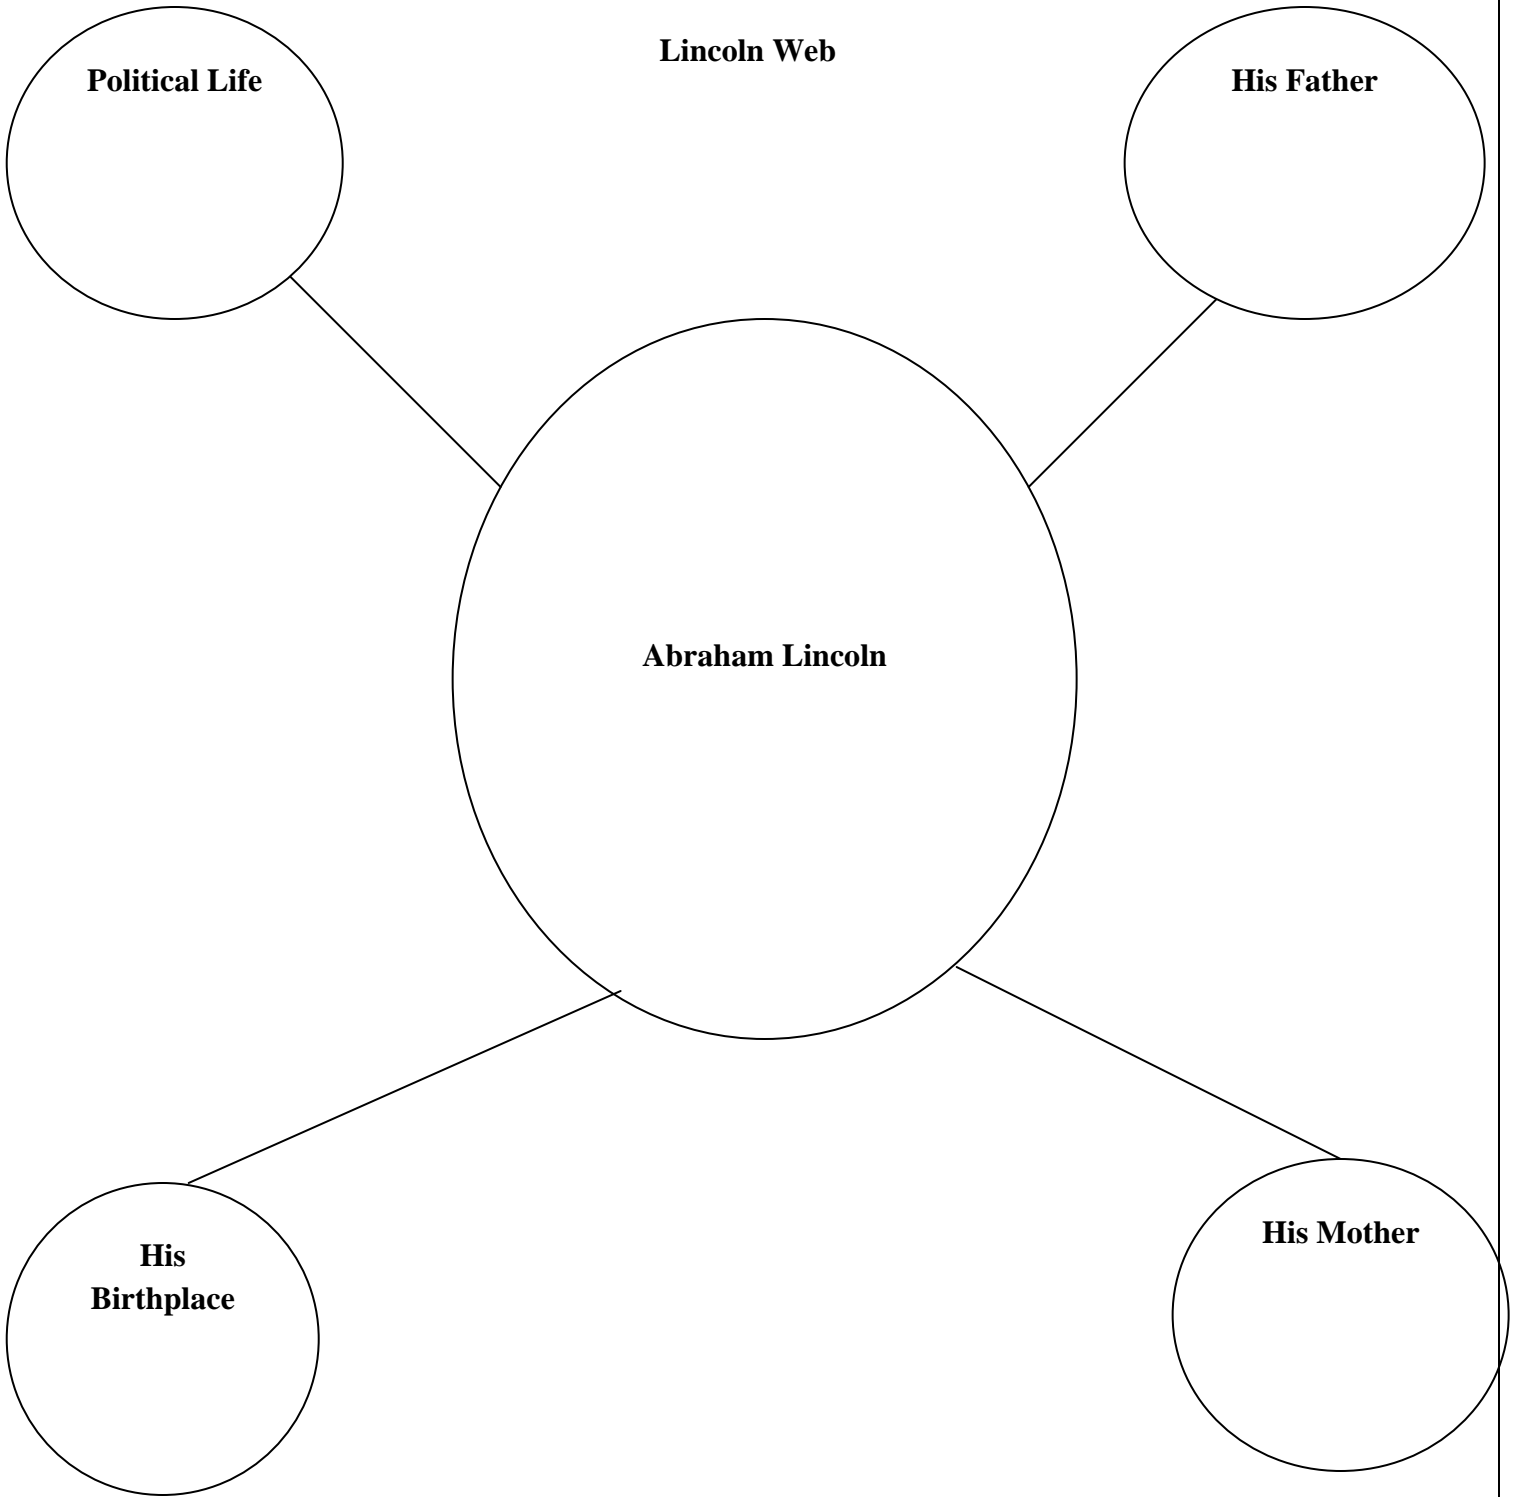 Lincoln Web
Political Life
His Father
Abraham Lincoln
His Mother
His
Birthplace